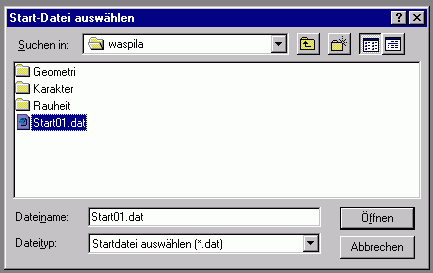 Start-Datei auswählen
Suchen in: waspila
Geometri
Karakter
Rauheit
Start01.dat
Dateiname: Start01.dat Öffnen
Dateityp: Startdatei auswählen (*.dat) Abbrechen